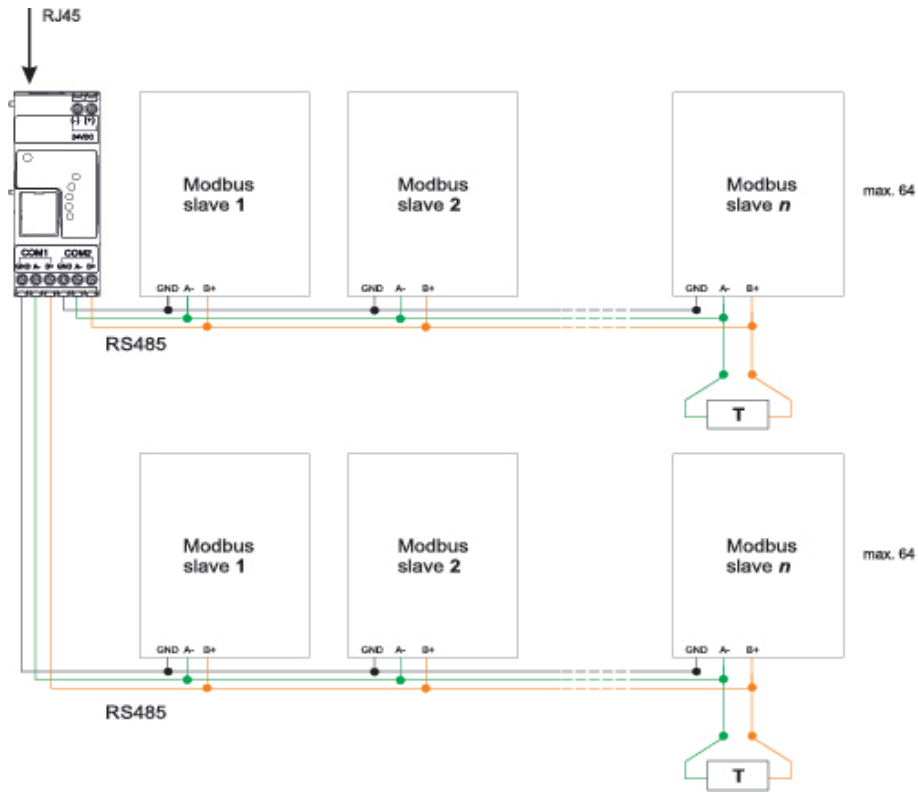 RJ45
(-) (+)
24VDC
COM1 COM2
GND A- B+ GND A- B+
Modbus
slave 1
Modbus
slave 2
Modbus
slave n
max. 64
GND A- B+
GND A- B+
GND A- B+
RS485
T
Modbus
slave 1
Modbus
slave 2
Modbus
slave n
max. 64
GND A- B+
GND A- B+
GND A- B+
RS485
T